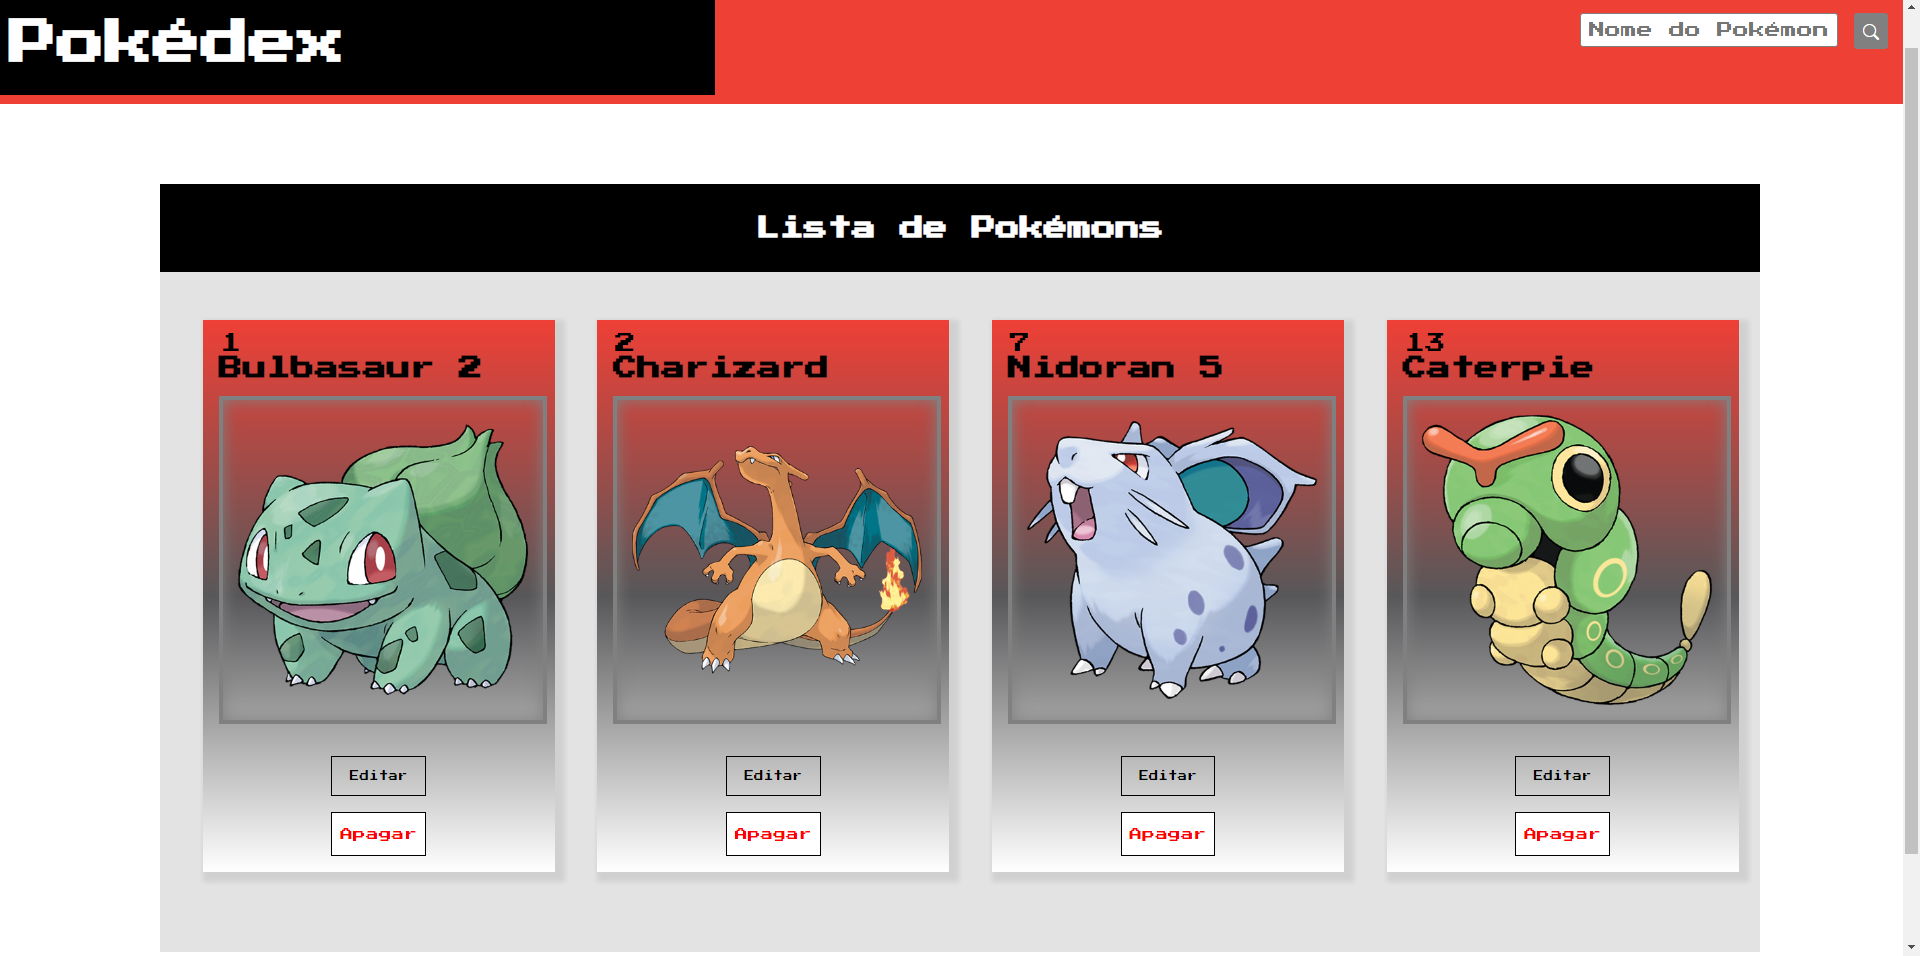 Pokédex
Nome do Pokémon
Lista de Pokémons
1
Bulbasaur 2
Editar
Apagar
2
Charizard
Editar
Apagar
7
Nidoran 5
Editar
Apagar
13
Caterpie
Editar
Apagar